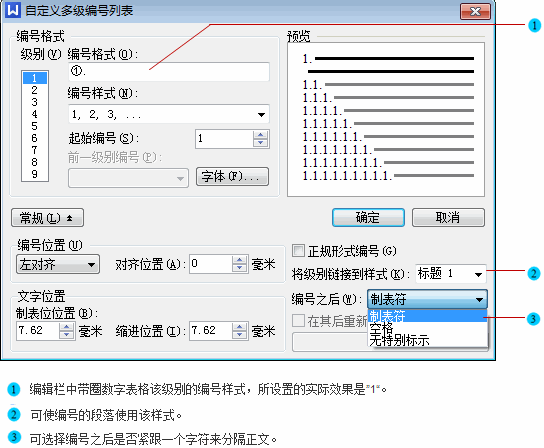 自定义多级编号列表
编号格式
级别(V) 编号格式(O):
①.
1
2
3
4
5
6
7
8
9
编号样式(N):
1, 2, 3, ...
起始编号(S): 1
前一级别编号(P):
字体(F)...
预览
1.
1.1.
1.1.1.
1.1.1.1.
1.1.1.1.1.
1.1.1.1.1.1.
1.1.1.1.1.1.1.
1.1.1.1.1.1.1.1.
1.1.1.1.1.1.1.1.1.
常规(L)
确定
取消
编号位置(U)
左对齐 对齐位置(A): 0 毫米
文字位置
制表位位置(B):
7.62 毫米 缩进位置(I): 7.62 毫米
正规形式编号(G)
将级别链接到样式(K): 标题 1
编号之后(W): 制表符
制表符
空格
无特别标示
在其后重新
1
2
3
1 编辑栏中带圈数字表格该级别的编号样式，所设置的实际效果是"1"。
2 可使编号的段落使用该样式。
3 可选择编号之后是否紧跟一个字符来分隔正文。